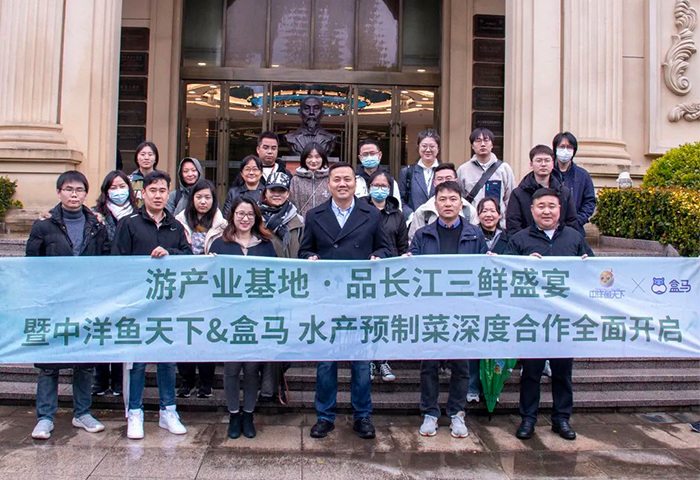 游产业基地·品长江三鲜盛宴
中洋鱼天下 × 盒马
暨中洋鱼天下&盒马 水产预制菜深度合作全面开启